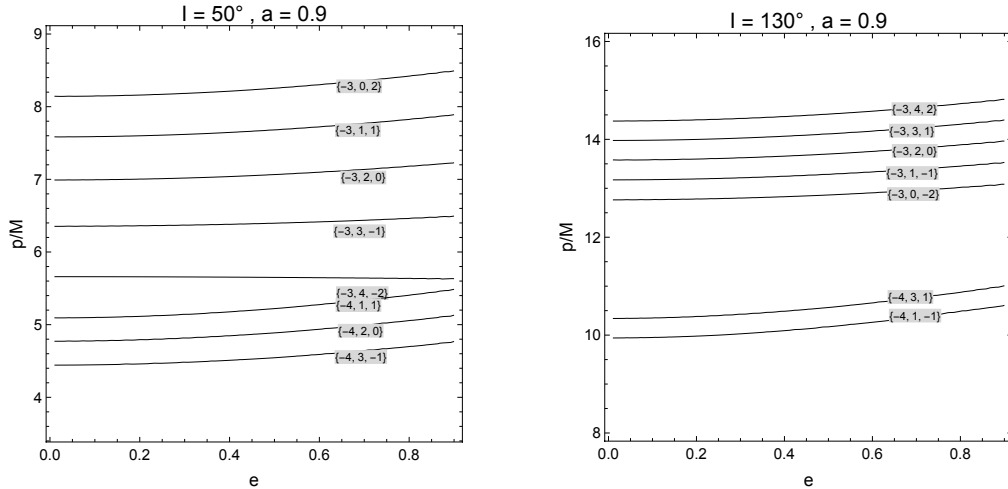 I = 50° , a = 0.9
p/M
9
8
7
6
5
4
{−3, 0, 2}
{−3, 1, 1}
{−3, 2, 0}
{−3, 3, −1}
{−3, 4, −2}
{−4, 1, 1}
{−4, 2, 0}
{−4, 3, −1}
0.0 0.2 0.4 0.6 0.8
e
I = 130° , a = 0.9
p/M
16
14
12
10
8
{−3, 4, 2}
{−3, 3, 1}
{−3, 2, 0}
{−3, 1, −1}
{−3, 0, −2}
{−4, 3, 1}
{−4, 1, −1}
0.0 0.2 0.4 0.6 0.8
e